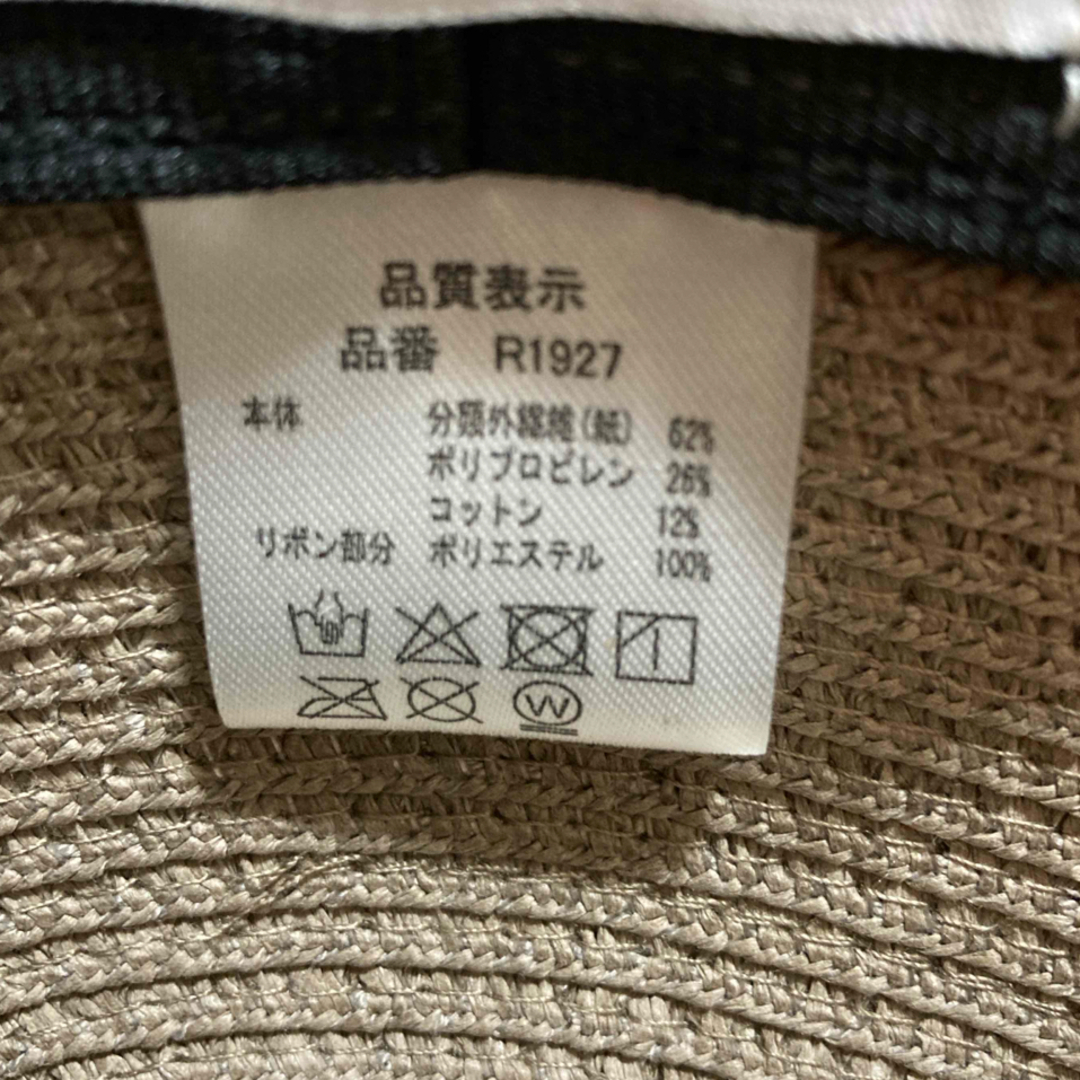 品質表示
品番 R1927
本体 分類外繊維(紙) 62%
ポリプロピレン 26%
コットン 12%
リボン部分 ポリエステル 100%
W